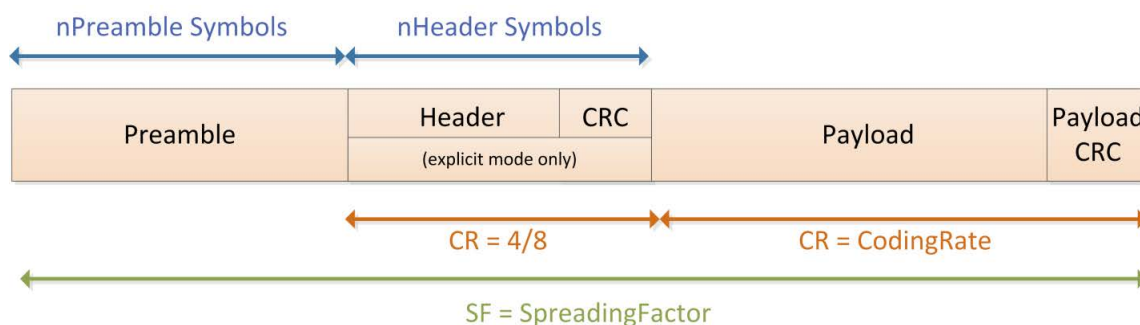 nPreamble Symbols
nHeader Symbols
Preamble
Header
CRC
(explicit mode only)
Payload
Payload
CRC
CR = 4/8
CR = CodingRate
SF = SpreadingFactor